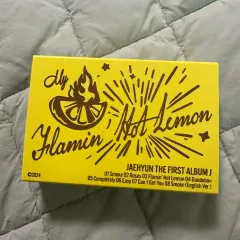 My
Flamin' Hot Lemon
JAEHYUN THE FIRST ALBUM J
©2024
01 Smoke 02 Roses 03 Flamin' Hot Lemon 04 Dandelion
05 Completely 06 Easy 07 Can't Get You 08 Smoke (English Ver.)